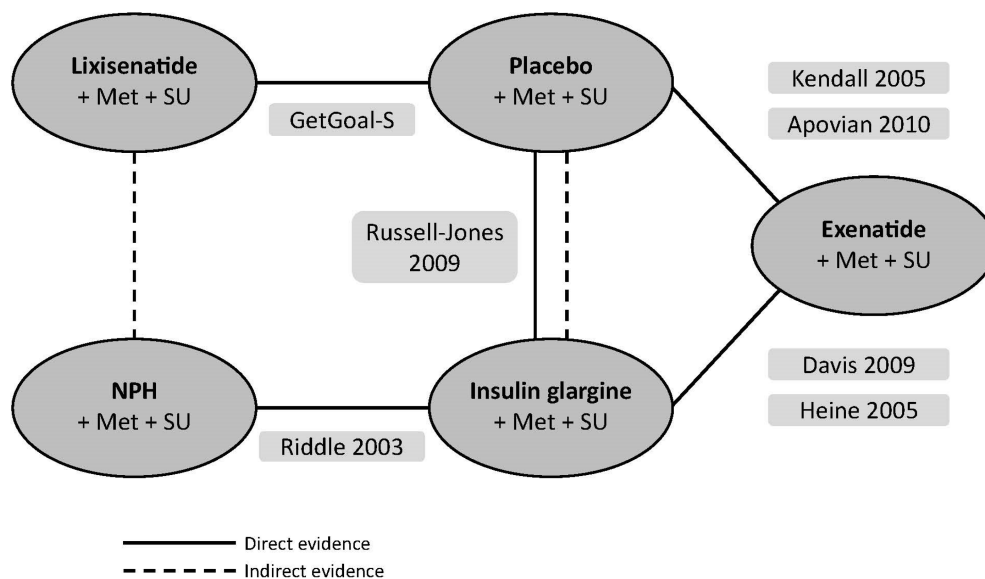 Lixisenatide
+ Met + SU
GetGoal-S
Placebo
+ Met + SU
Kendall 2005
Apovian 2010
Russell-Jones
2009
Exenatide
+ Met + SU
NPH
+ Met + SU
Riddle 2003
Insulin glargine
+ Met + SU
Davis 2009
Heine 2005
Direct evidence
Indirect evidence